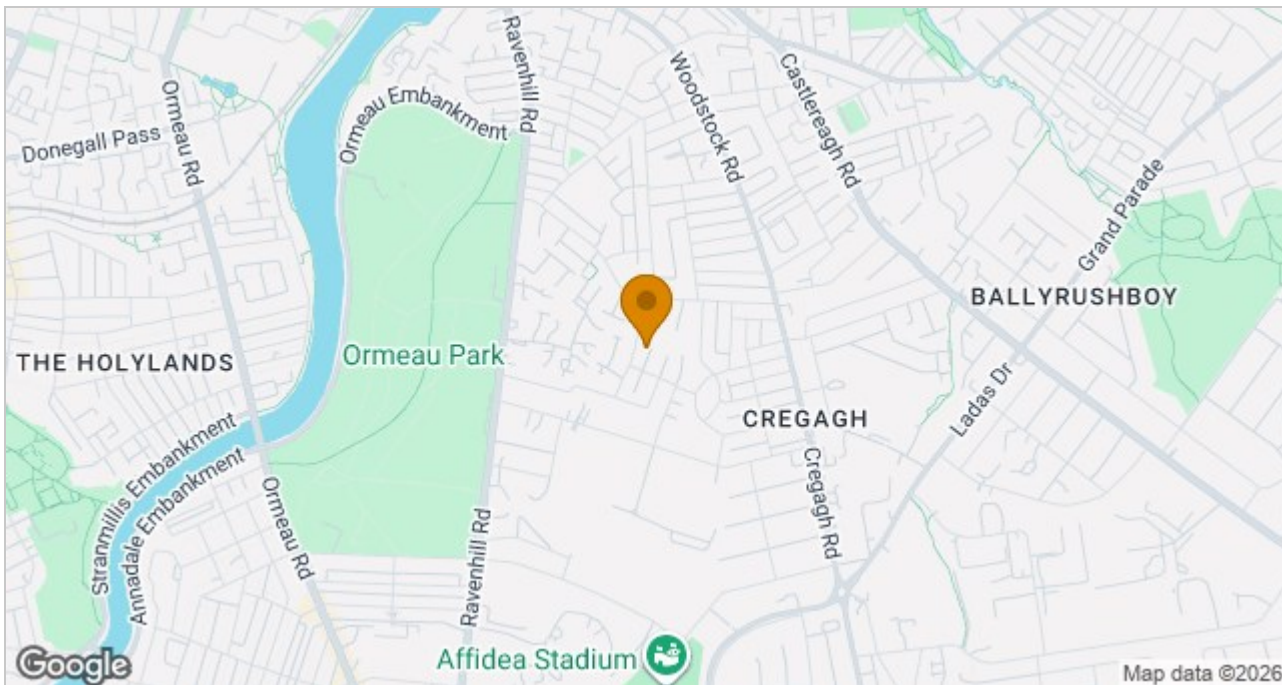 Ravenhill Rd
Woodstock Rd
Castlereagh Rd
Ormeau Embankment
Ormeau Rd
Donegall Pass
Grand Parade
BALLYRUSHBOY
THE HOLYLANDS
Ormeau Park
Ladas Dr
CREGAGH
Stranmillis Embankment
Annadale Embankment
Cregagh Rd
Ormeau Rd
Ravenhill Rd
Affidea Stadium
Google
Map data ©2026